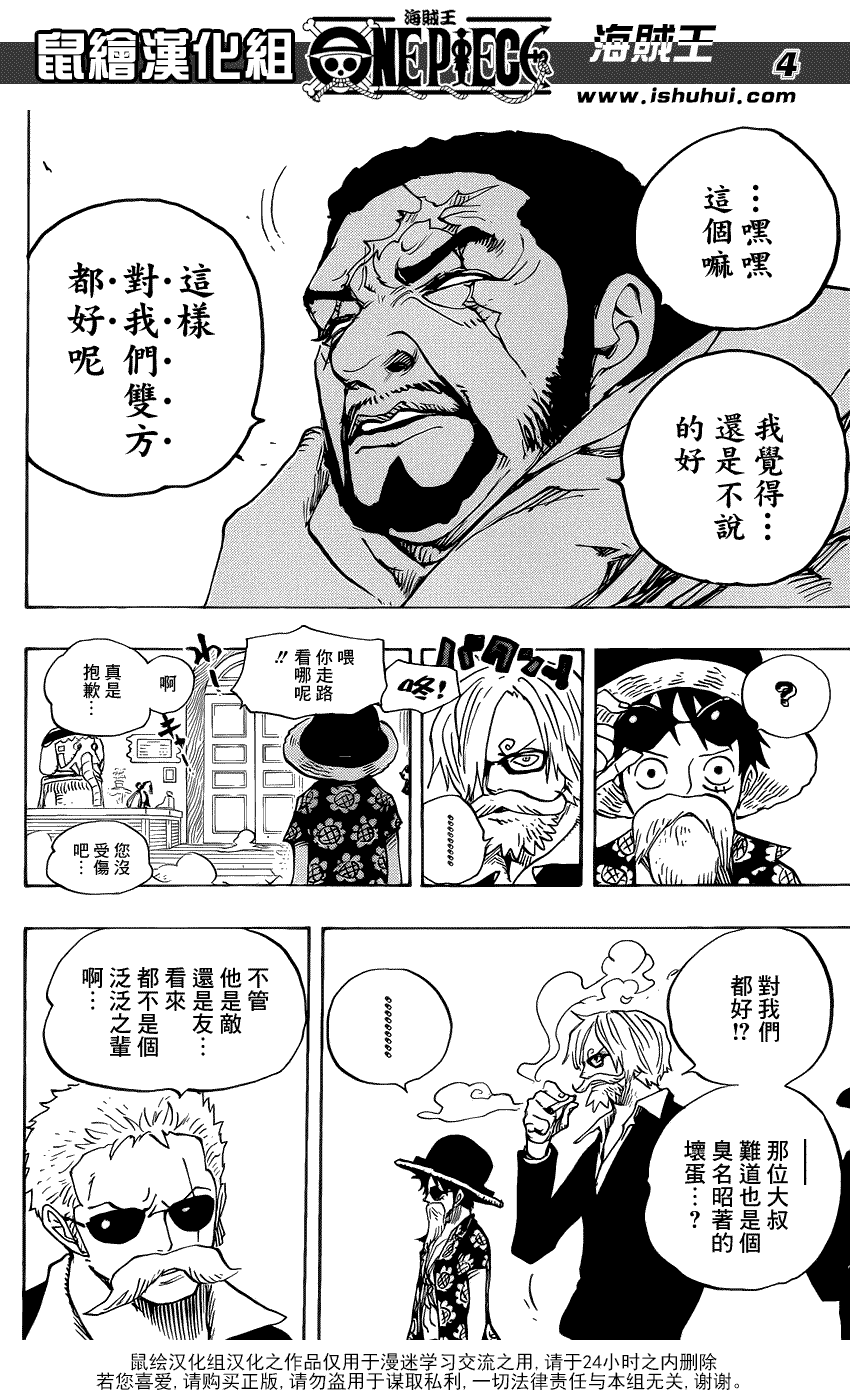 鼠繪漢化組
海賊王
ONE PIECE
海賊王
4
www.ishuhui.com
…嘿嘿
這個嘛
我覺得…
還是不說
的好
這樣
對我們雙方
都好呢
?
………
咚!
喂
你走路
看哪呢
!!
啊
真是
抱歉…
您沒
受傷
吧…
對我們
都好!?
那位大叔
難道也是個
臭名昭著的
壞蛋…?
………
不管
他是敵
還是友…
看來
都不是個
泛泛之輩
啊…
鼠绘汉化组汉化之作品仅用于漫迷学习交流之用,请于24小时之内删除
若您喜爱,请购买正版,请勿盗用于谋取私利,一切法律责任与本组无关,谢谢。